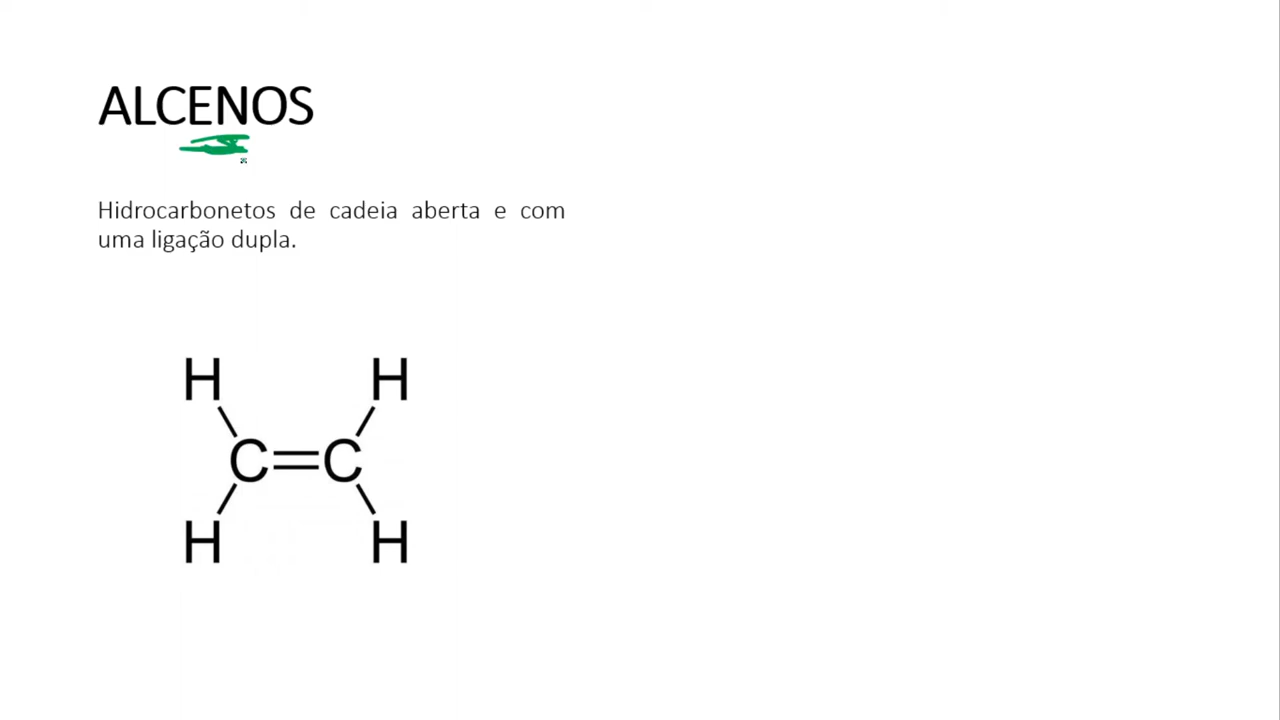 ALCENOS
Hidrocarbonetos de cadeia aberta e com
uma ligação dupla.
H H
C=C
H H